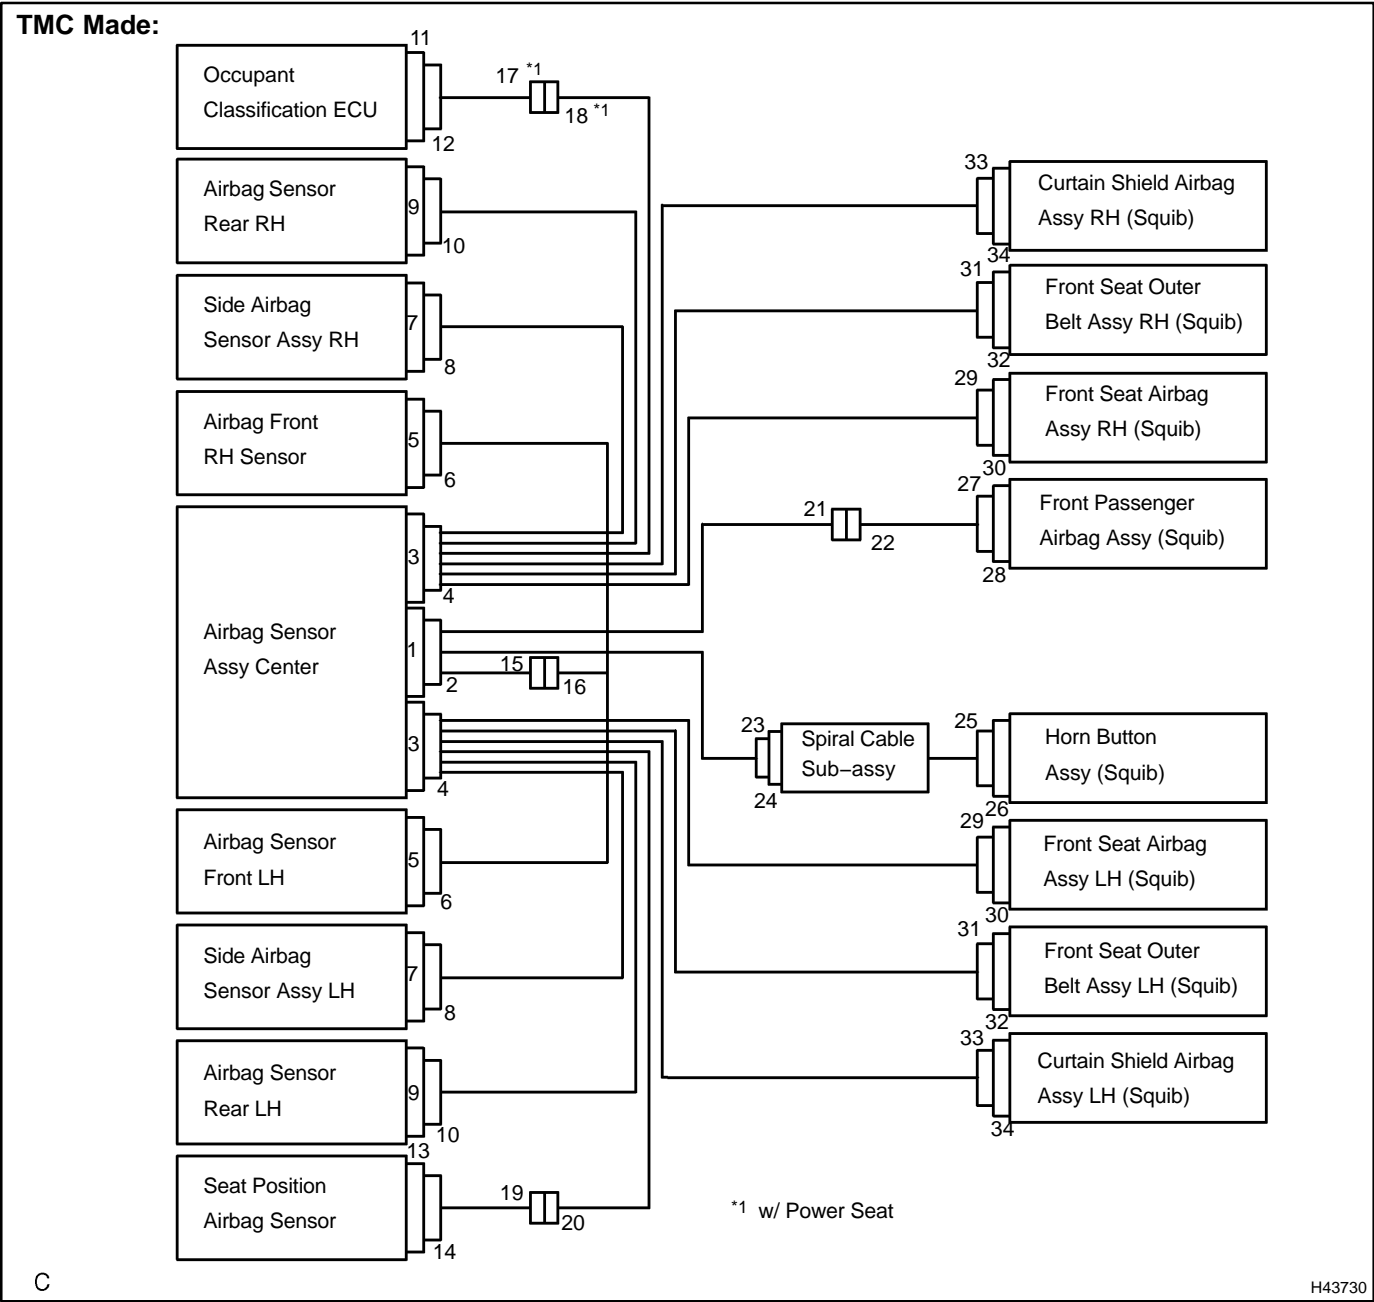 TMC Made:
11
Occupant
Classification ECU
12
17 *1
18 *1
Airbag Sensor
Rear RH
9
10
Side Airbag
Sensor Assy RH
7
8
Airbag Front
RH Sensor
5
6
Airbag Sensor
Assy Center
3
4
1
2
15
16
3
4
Airbag Sensor
Front LH
5
6
Side Airbag
Sensor Assy LH
7
8
Airbag Sensor
Rear LH
9
10
13
Seat Position
Airbag Sensor
14
19
20
33
Curtain Shield Airbag
Assy RH (Squib)
34
31
Front Seat Outer
Belt Assy RH (Squib)
32
29
Front Seat Airbag
Assy RH (Squib)
30
21
22
27
Front Passenger
Airbag Assy (Squib)
28
23
Spiral Cable
Sub−assy
24
25
Horn Button
Assy (Squib)
26
29
Front Seat Airbag
Assy LH (Squib)
30
31
Front Seat Outer
Belt Assy LH (Squib)
32
33
Curtain Shield Airbag
Assy LH (Squib)
34
*1 w/ Power Seat
C
H43730